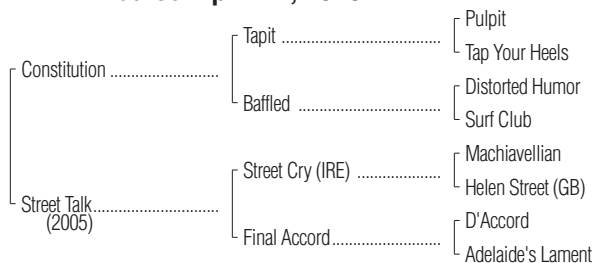 Pulpit
Tapit
Tap Your Heels
Constitution
Distorted Humor
Baffled
Surf Club
Machiavellian
Street Cry (IRE)
Helen Street (GB)
Street Talk
(2005)
D'Accord
Final Accord
Adelaide's Lament